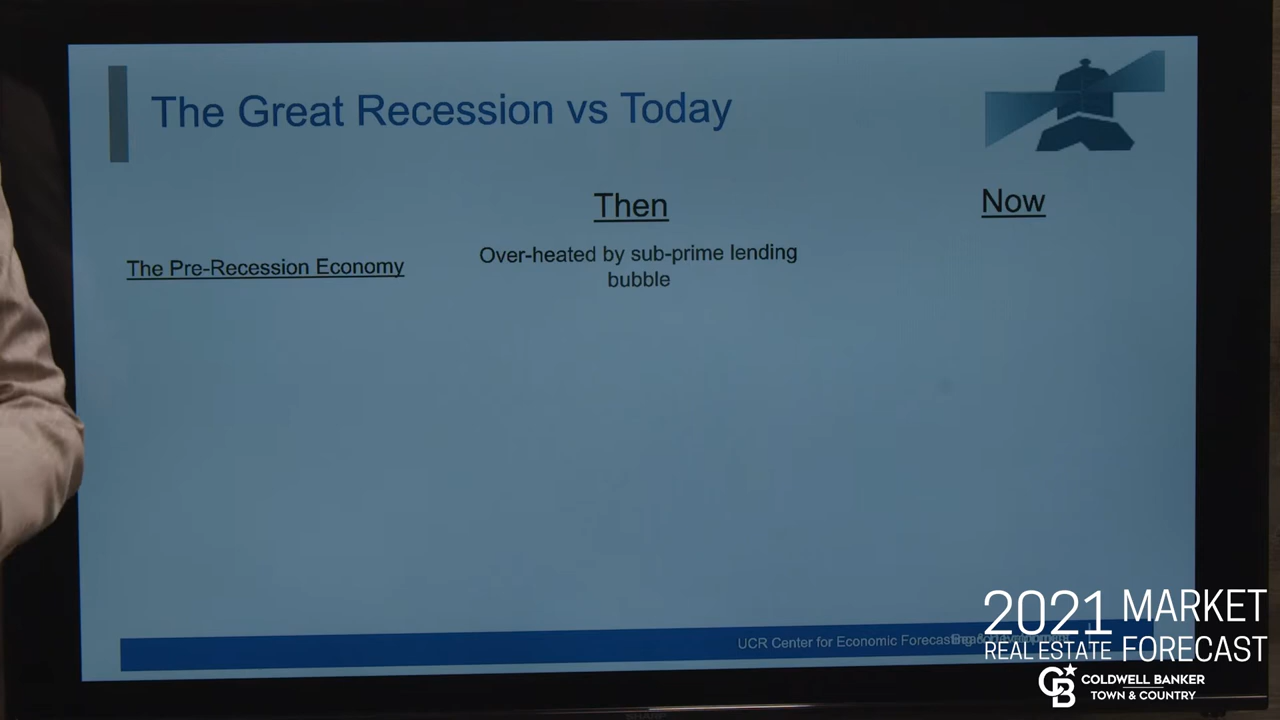 The Great Recession vs Today
Then
Now
The Pre-Recession Economy
Over-heated by sub-prime lending
bubble
UCR Center for Economic Forecasting
2021 MARKET
REAL ESTATE FORECAST
CB COLDWELL BANKER
TOWN & COUNTRY